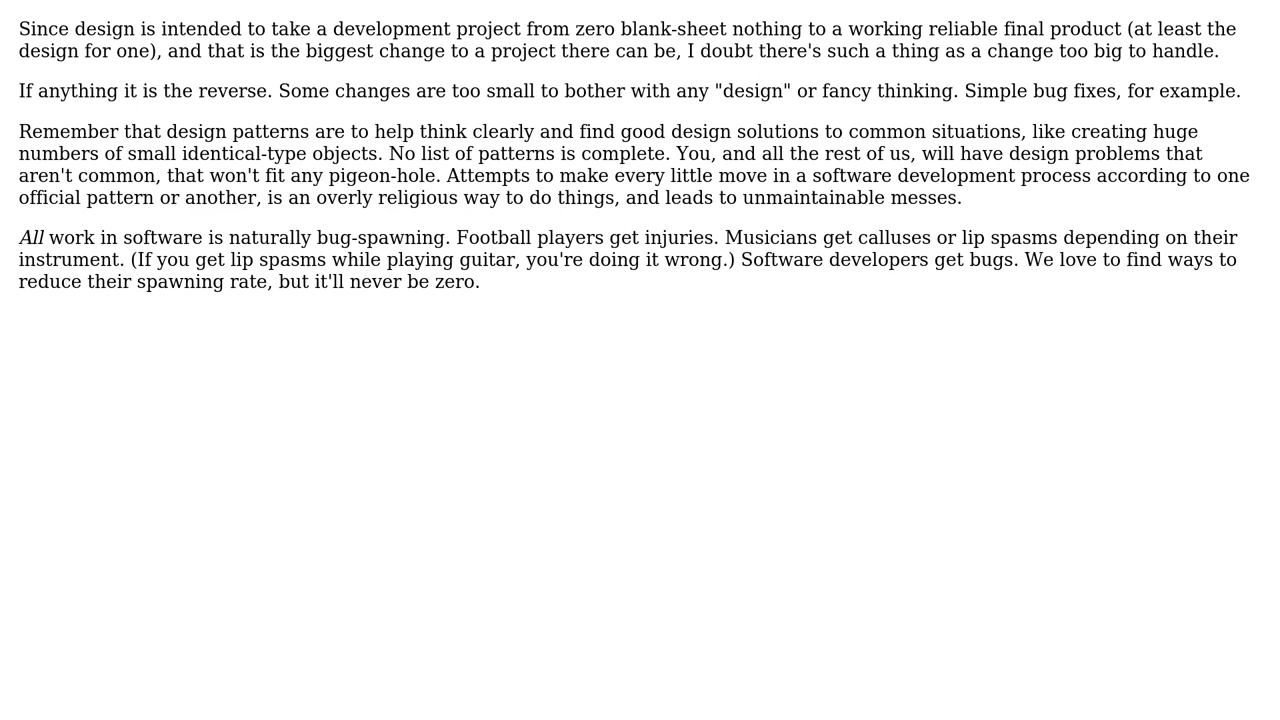 Since design is intended to take a development project from zero blank-sheet nothing to a working reliable final product (at least the
design for one), and that is the biggest change to a project there can be, I doubt there's such a thing as a change too big to handle.
If anything it is the reverse. Some changes are too small to bother with any "design" or fancy thinking. Simple bug fixes, for example.
Remember that design patterns are to help think clearly and find good design solutions to common situations, like creating huge
numbers of small identical-type objects. No list of patterns is complete. You, and all the rest of us, will have design problems that
aren't common, that won't fit any pigeon-hole. Attempts to make every little move in a software development process according to one
official pattern or another, is an overly religious way to do things, and leads to unmaintainable messes.
All work in software is naturally bug-spawning. Football players get injuries. Musicians get calluses or lip spasms depending on their
instrument. (If you get lip spasms while playing guitar, you're doing it wrong.) Software developers get bugs. We love to find ways to
reduce their spawning rate, but it'll never be zero.